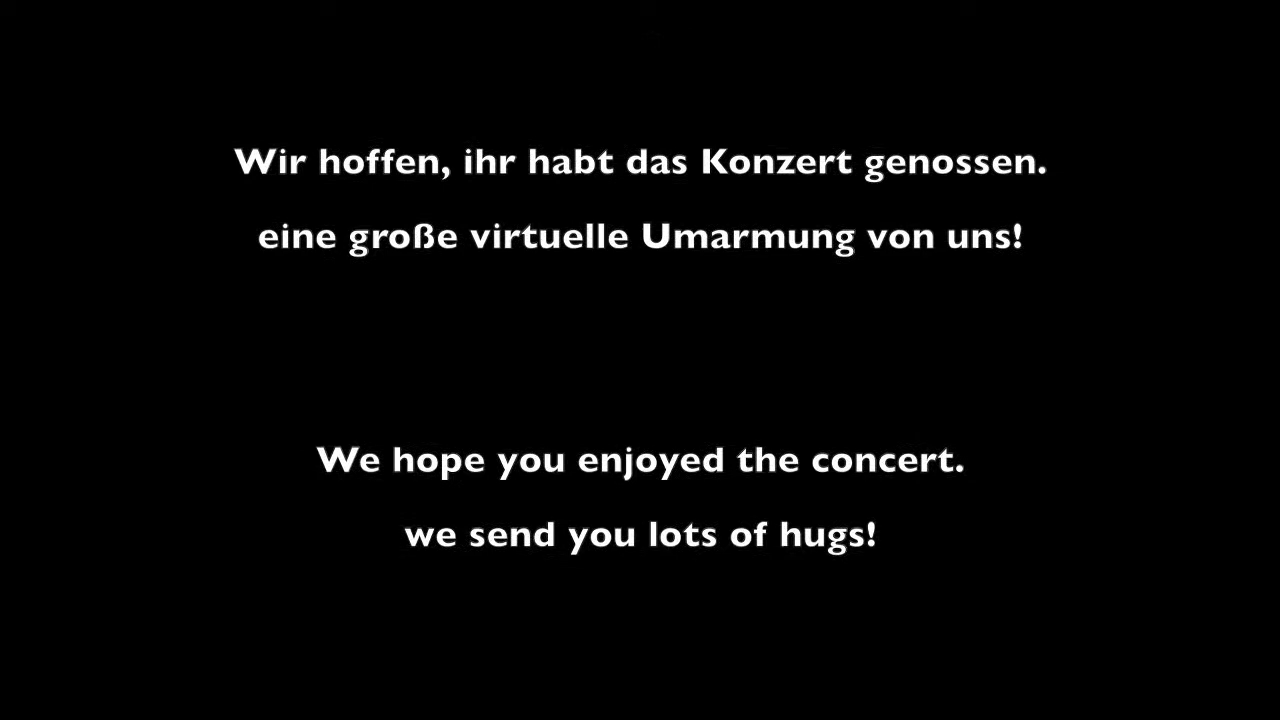 Wir hoffen, ihr habt das Konzert genossen.
eine große virtuelle Umarmung von uns!
We hope you enjoyed the concert.
we send you lots of hugs!